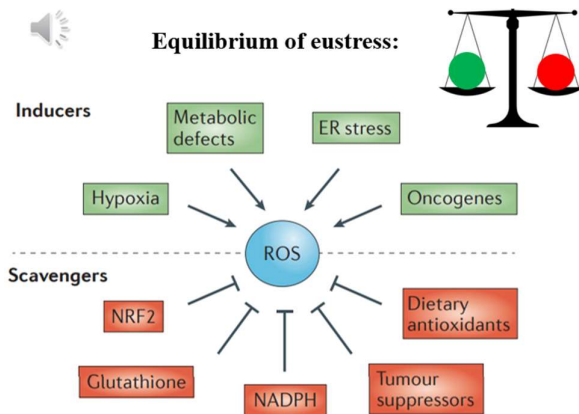 Equilibrium of eustress:
Inducers
Metabolic
defects
ER stress
Hypoxia
Oncogenes
ROS
Scavengers
NRF2
Dietary
antioxidants
Glutathione
NADPH
Tumour
suppressors